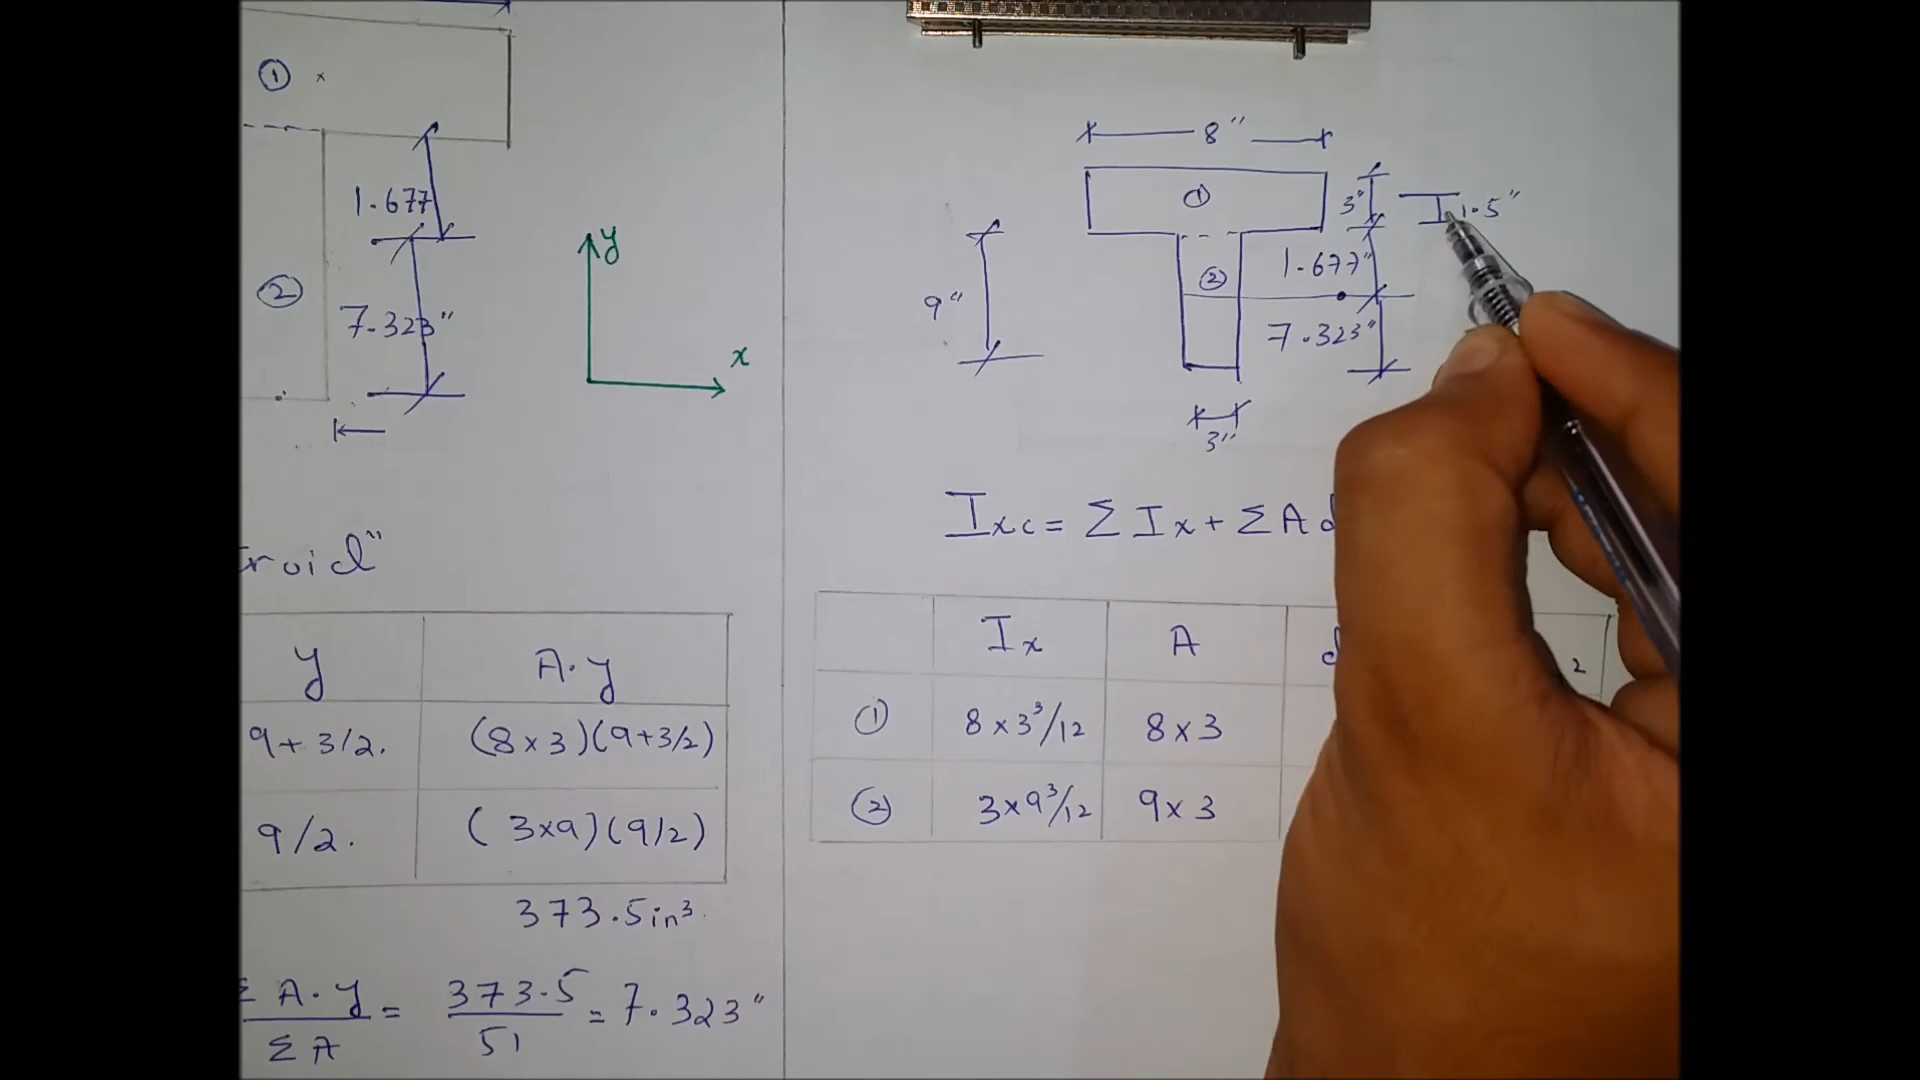 ①
1.677
②
7.323"
y
x
troid"
y
A.y
9+3/2.
(8x3)(9+3/2)
9/2.
(3x9)(9/2)
373.5in³.
Σ A.y
ΣA
=
373.5
51
= 7.323"
8"
①
3"
1.5"
②
1.677"
9"
7.323"
3"
Ixc = ΣIx + ΣAd
Ix
A
d
2
①
8x3³/12
8x3
②
3x9³/12
9x3